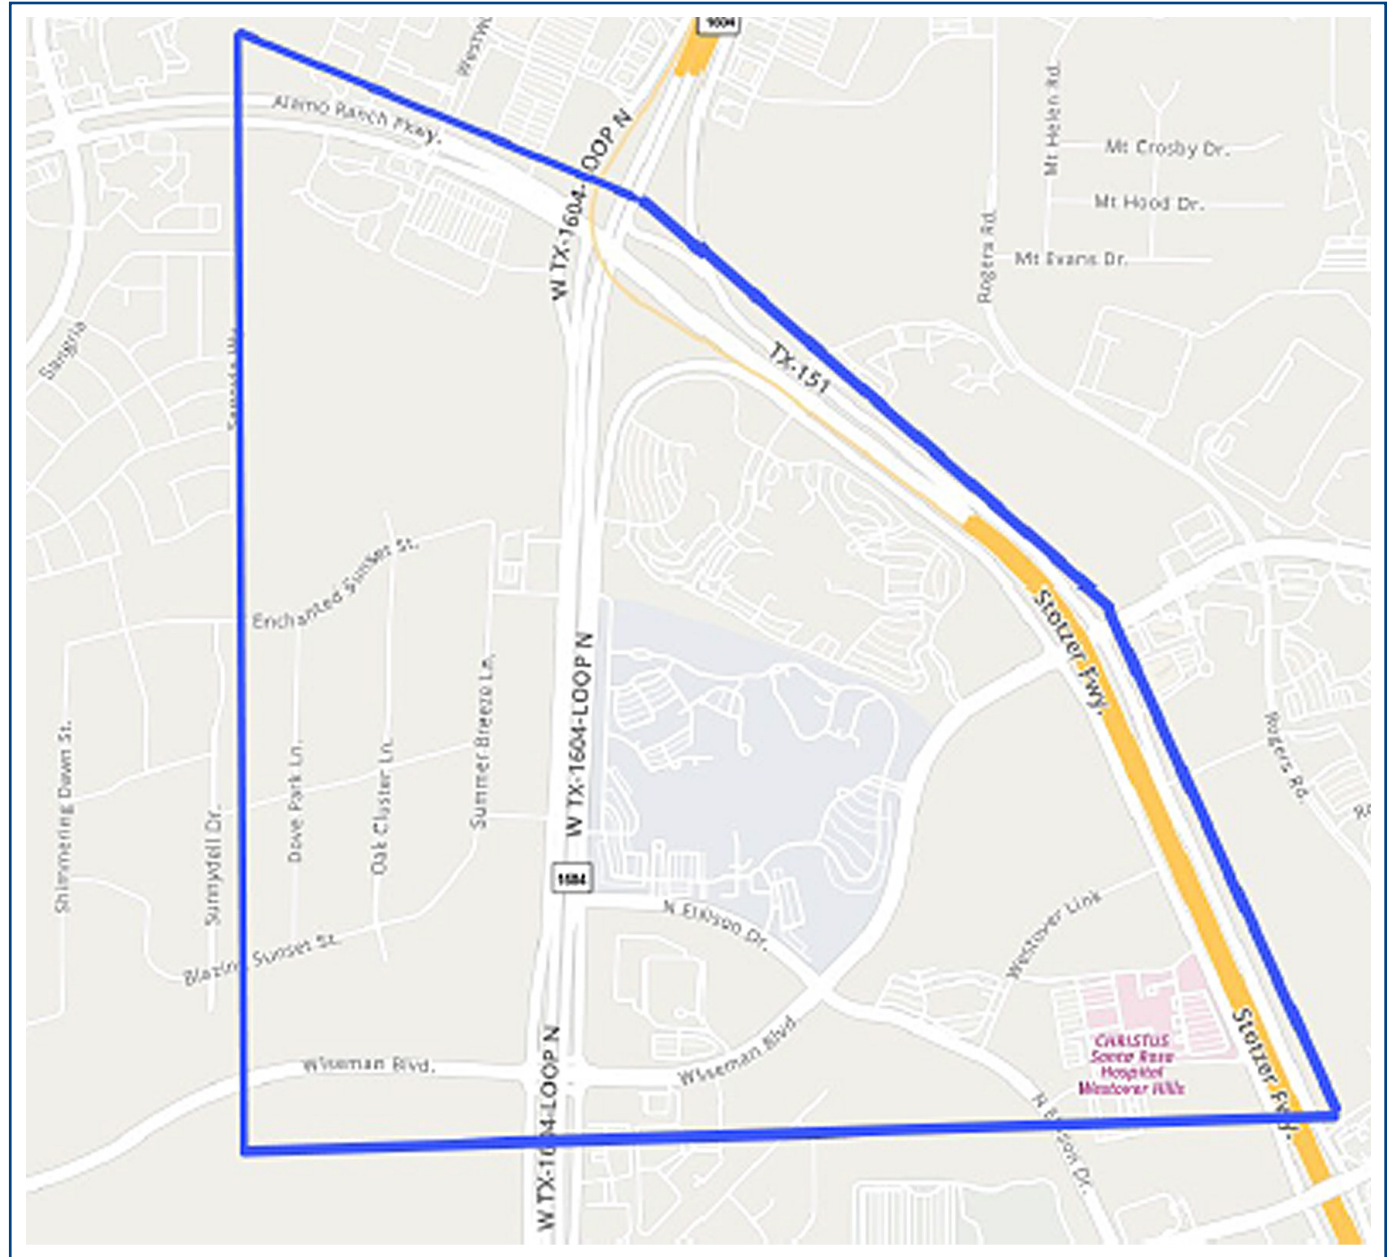 1604
Westw
Alamo Ranch Pkwy.
W TX-1604-LOOP N
Mt Helen Rd.
Mt Crosby Dr.
Mt Hood Dr.
Rogers Rd.
Mt Evans Dr.
Sangria
TX-151
Enchanted Sunset St.
Stotzer Fwy.
W TX-1604-LOOP N
Summer Breeze Ln.
Shimmering Dawn St.
Sunnydell Dr.
Dove Park Ln.
Oak Cluster Ln.
Rogers Rd.
1604
N Ellison Dr.
Westover Link
Blazing Sunset St.
CHRISTUS
Santa Rosa
Hospital
Westover Hills
Stotzer Fwy.
Wiseman Blvd.
Wiseman Blvd.
W TX-1604-LOOP N
N Ellison Dr.